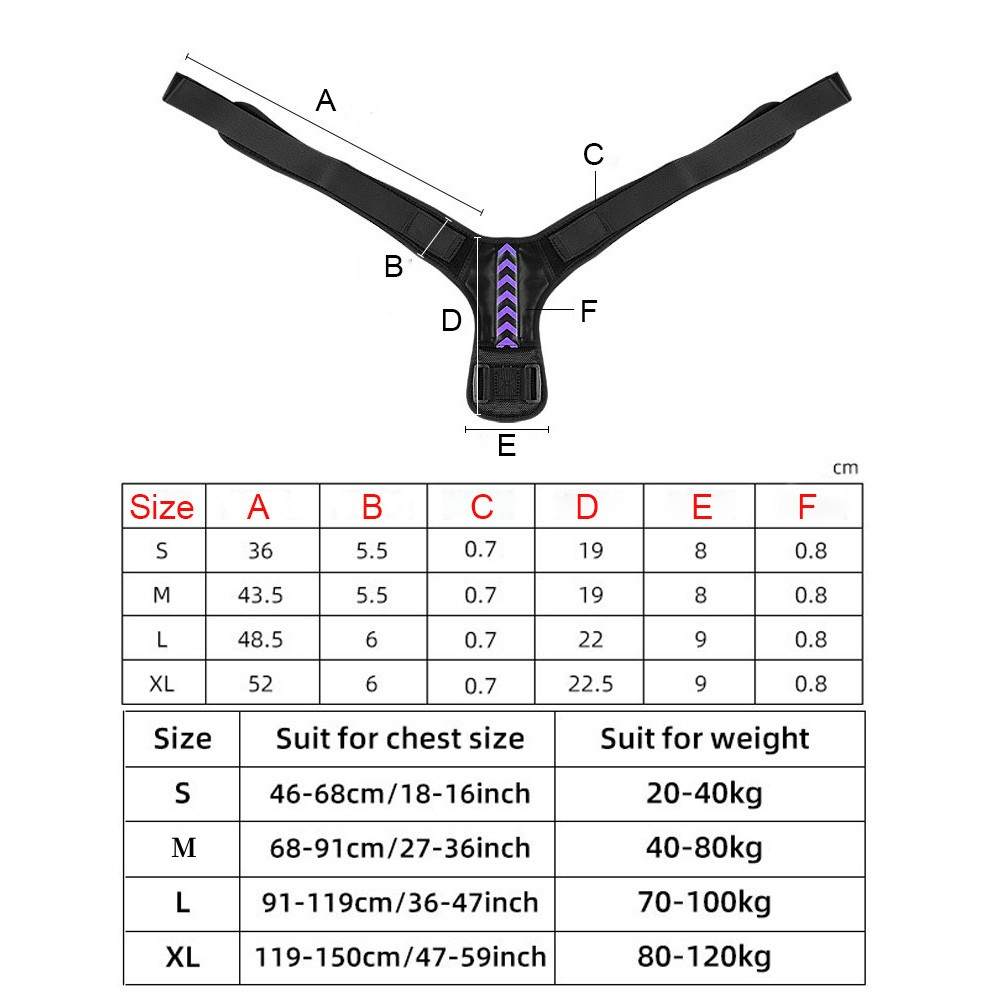 A
C
B
F
D
E
cm
Size A B C D E F
S 36 5.5 0.7 19 8 0.8
M 43.5 5.5 0.7 19 8 0.8
L 48.5 6 0.7 22 9 0.8
XL 52 6 0.7 22.5 9 0.8
Size Suit for chest size Suit for weight
S 46-68cm/18-16inch 20-40kg
M 68-91cm/27-36inch 40-80kg
L 91-119cm/36-47inch 70-100kg
XL 119-150cm/47-59inch 80-120kg